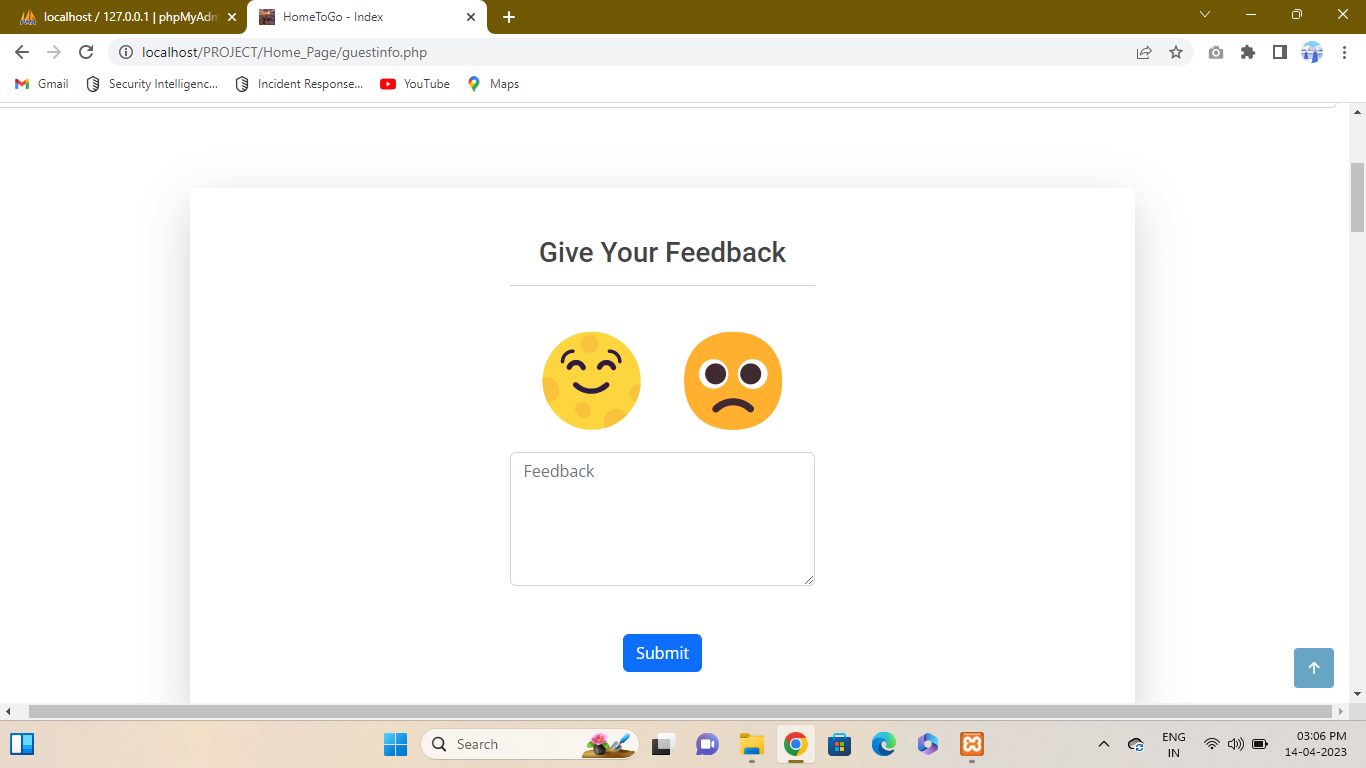 localhost / 127.0.0.1 | phpMyAdm
HomeToGo - Index
localhost/PROJECT/Home_Page/guestinfo.php
Gmail
Security Intelligenc...
Incident Response...
YouTube
Maps
Give Your Feedback
Feedback
Submit
Search
ENG
IN
03:06 PM
14-04-2023